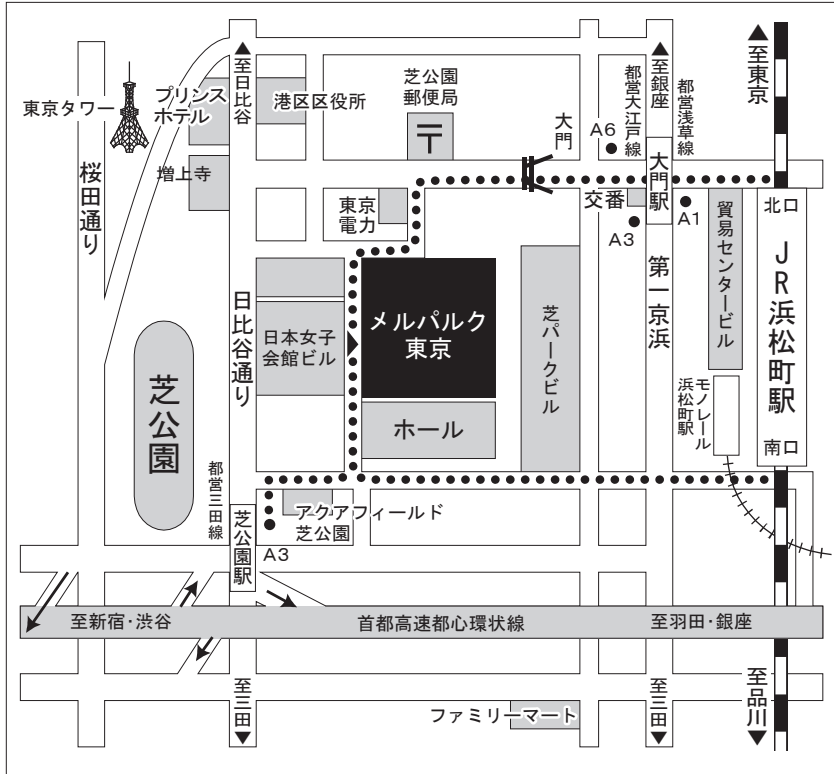 至日比谷
至銀座
至東京
東京タワー
プリンス
ホテル
港区区役所
芝公園
郵便局
〒
大門
A6
都営大江戸線
都営浅草線
桜田通り
増上寺
東京
電力
交番
大門駅
A3
A1
北口
貿易センタービル
JR浜松町駅
日比谷通り
日本女子
会館ビル
メルパルク
東京
芝パークビル
第一京浜
芝公園
ホール
モノレール
浜松町駅
南口
都営三田線
芝公園駅
A3
アクアフィールド
芝公園
至新宿・渋谷
首都高速都心環状線
至羽田・銀座
至三田
ファミリーマート
至三田
至品川